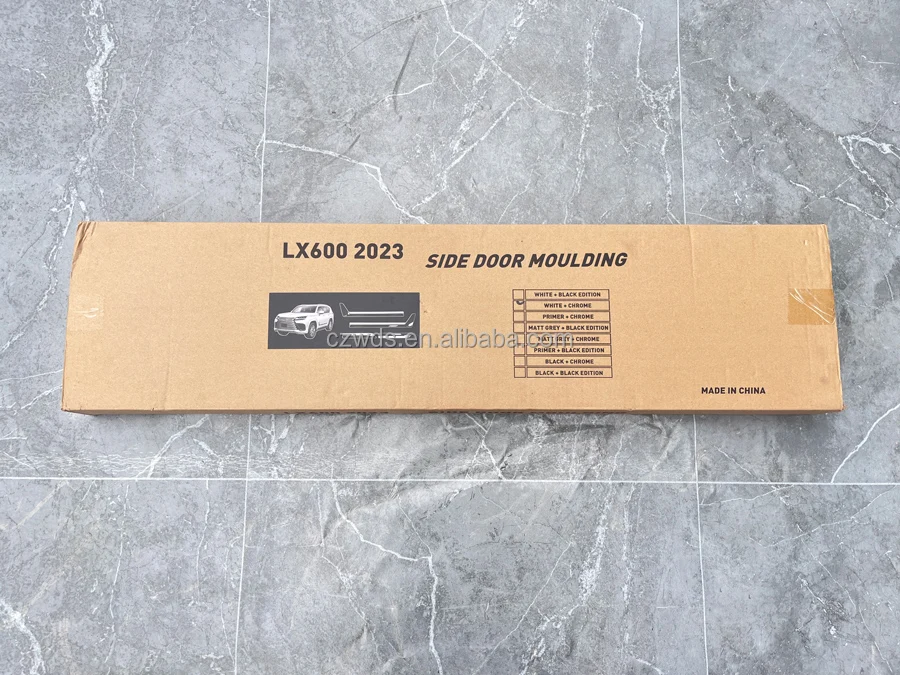 LX600 2023
SIDE DOOR MOULDING
WHITE + BLACK EDITION
WHITE + CHROME
PRIMER + CHROME
MATT GREY + BLACK EDITION
MATT GREY + CHROME
PRIMER + BLACK EDITION
BLACK + CHROME
BLACK + BLACK EDITION
czwds.en.alibaba.com
MADE IN CHINA